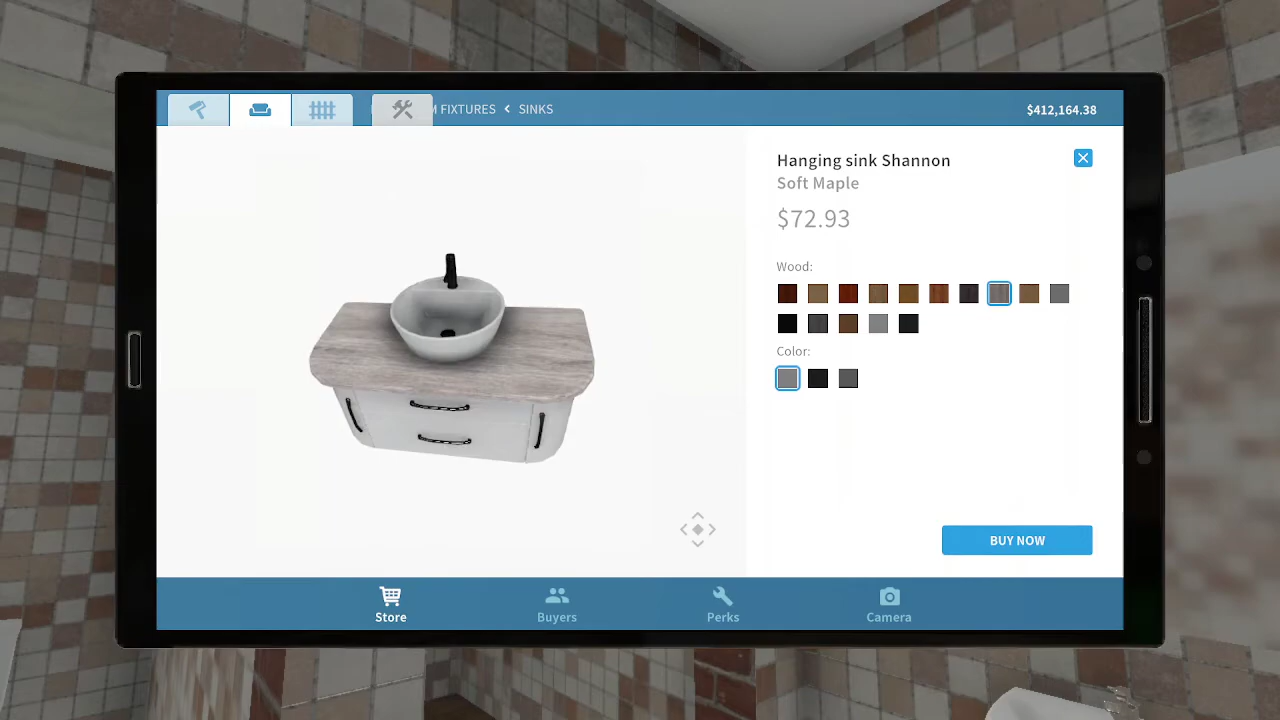 M FIXTURES < SINKS
$412,164.38
Hanging sink Shannon
Soft Maple
$72.93
Wood:
Color:
BUY NOW
Store
Buyers
Perks
Camera